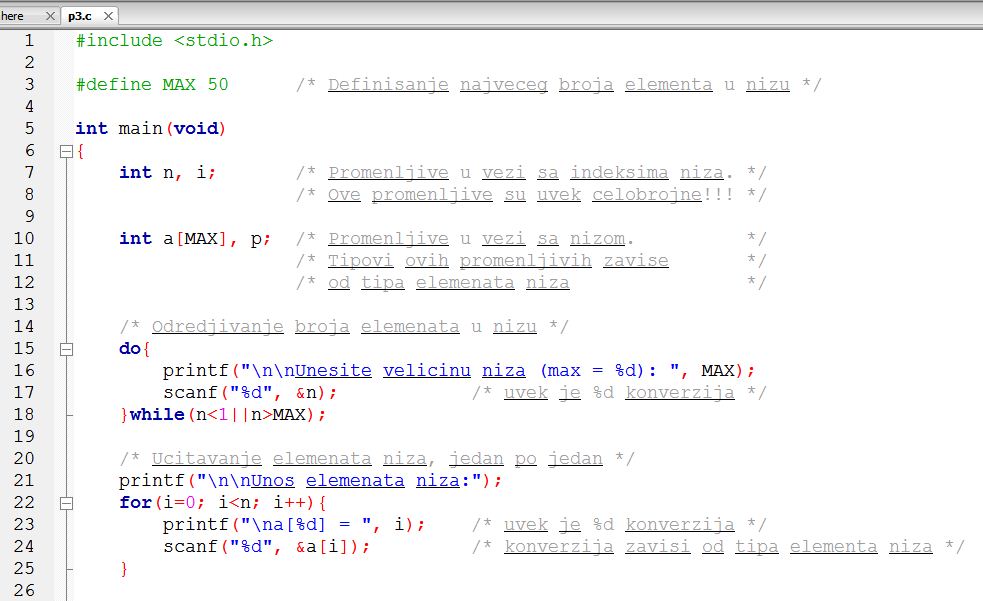 here p3.c
1 #include <stdio.h>
2
3 #define MAX 50 /* Definisanje najveceg broja elementa u nizu */
4
5 int main(void)
6 {
7 int n, i; /* Promenljive u vezi sa indeksima niza. */
8 /* Ove promenljive su uvek celobrojne!!! */
9
10 int a[MAX], p; /* Promenljive u vezi sa nizom. */
11 /* Tipovi ovih promenljivih zavise */
12 /* od tipa elemenata niza */
13
14 /* Odredjivanje broja elemenata u nizu */
15 do{
16 printf("\n\nUnesite velicinu niza (max = %d): ", MAX);
17 scanf("%d", &n); /* uvek je %d konverzija */
18 }while(n<1||n>MAX);
19
20 /* Ucitavanje elemenata niza, jedan po jedan */
21 printf("\n\nUnos elemenata niza:");
22 for(i=0; i<n; i++){
23 printf("\na[%d] = ", i); /* uvek je %d konverzija */
24 scanf("%d", &a[i]); /* konverzija zavisi od tipa elementa niza */
25 }
26